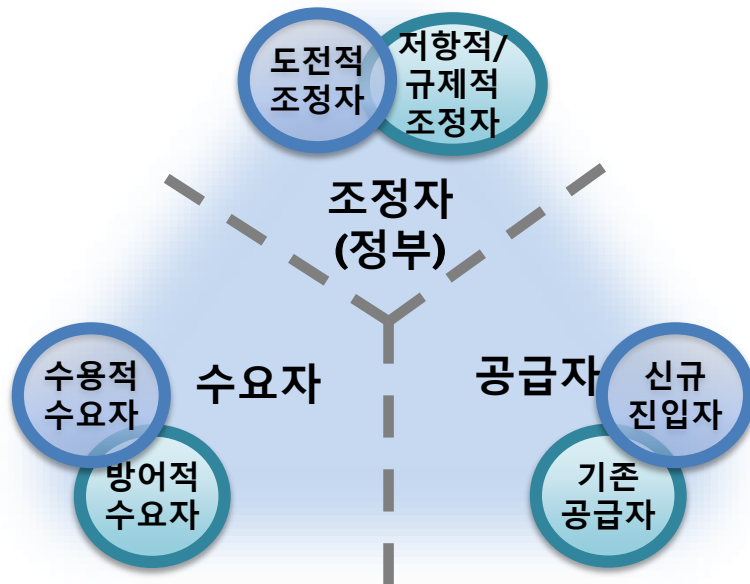 도전적
조정자
저항적/
규제적
조정자
조정자
(정부)
수용적
수요자
수요자
방어적
수요자
공급자
신규
진입자
기존
공급자